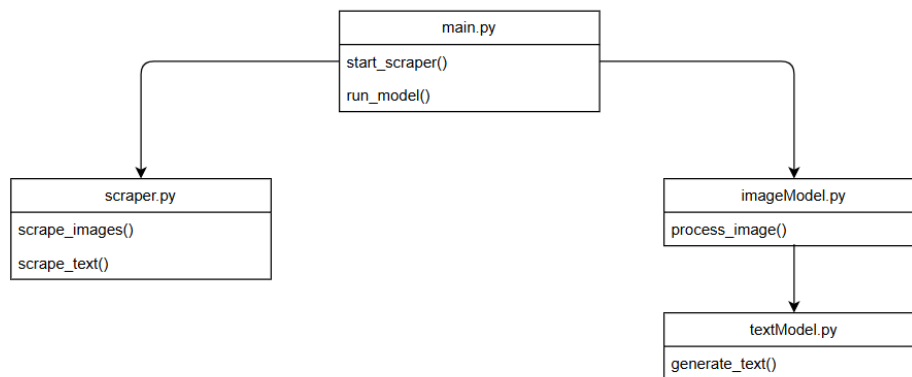 main.py
start_scraper()
run_model()
scraper.py
scrape_images()
scrape_text()
imageModel.py
process_image()
textModel.py
generate_text()